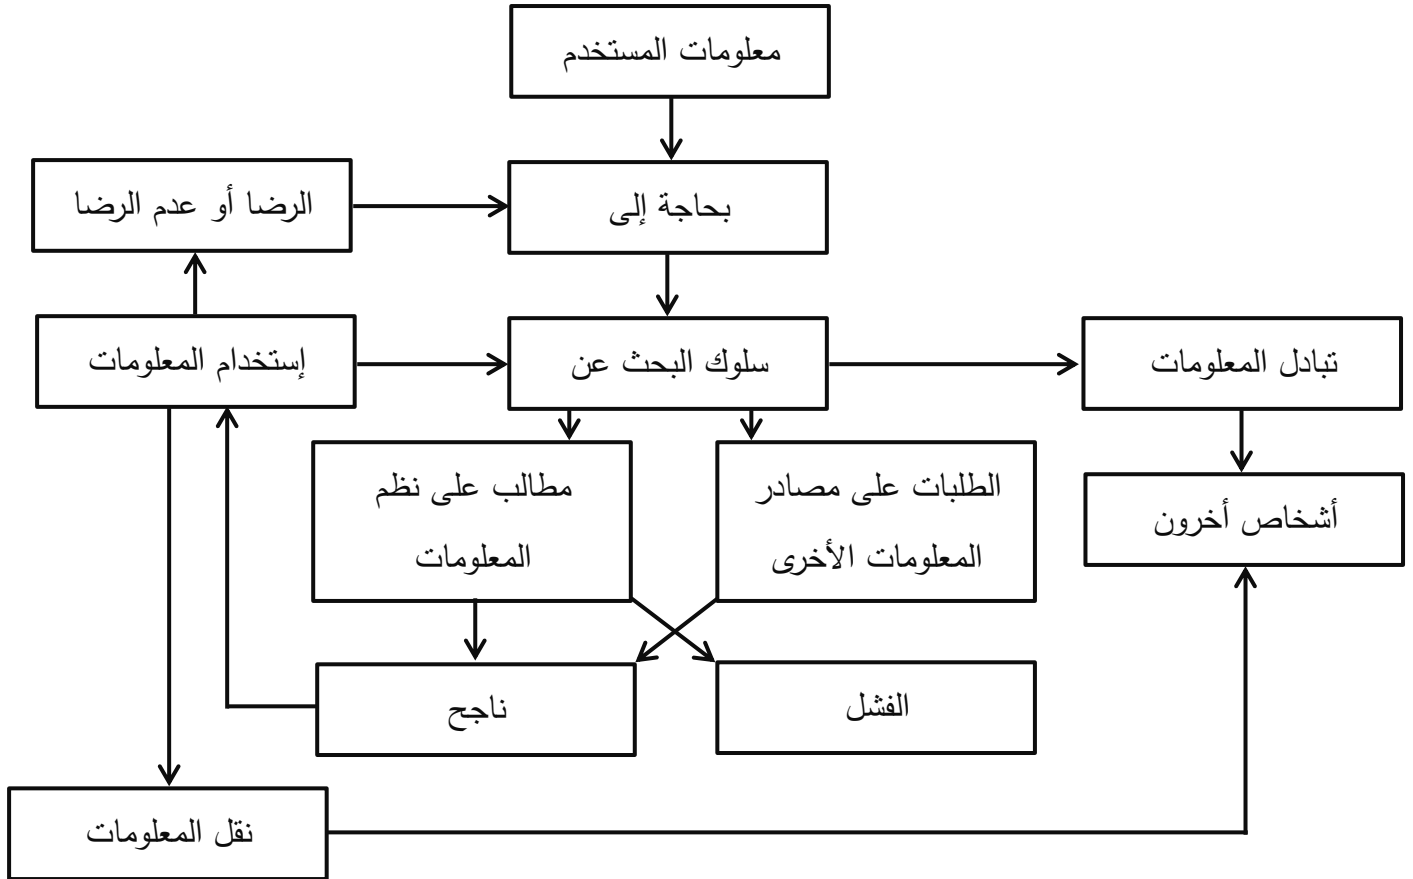 معلومات المستخدم
الرضا أو عدم الرضا
بحاجة إلى
إستخدام المعلومات
سلوك البحث عن
تبادل المعلومات
مطالب على نظم
المعلومات
الطلبات على مصادر
المعلومات الأخرى
أشخاص أخرون
ناجح
الفشل
نقل المعلومات